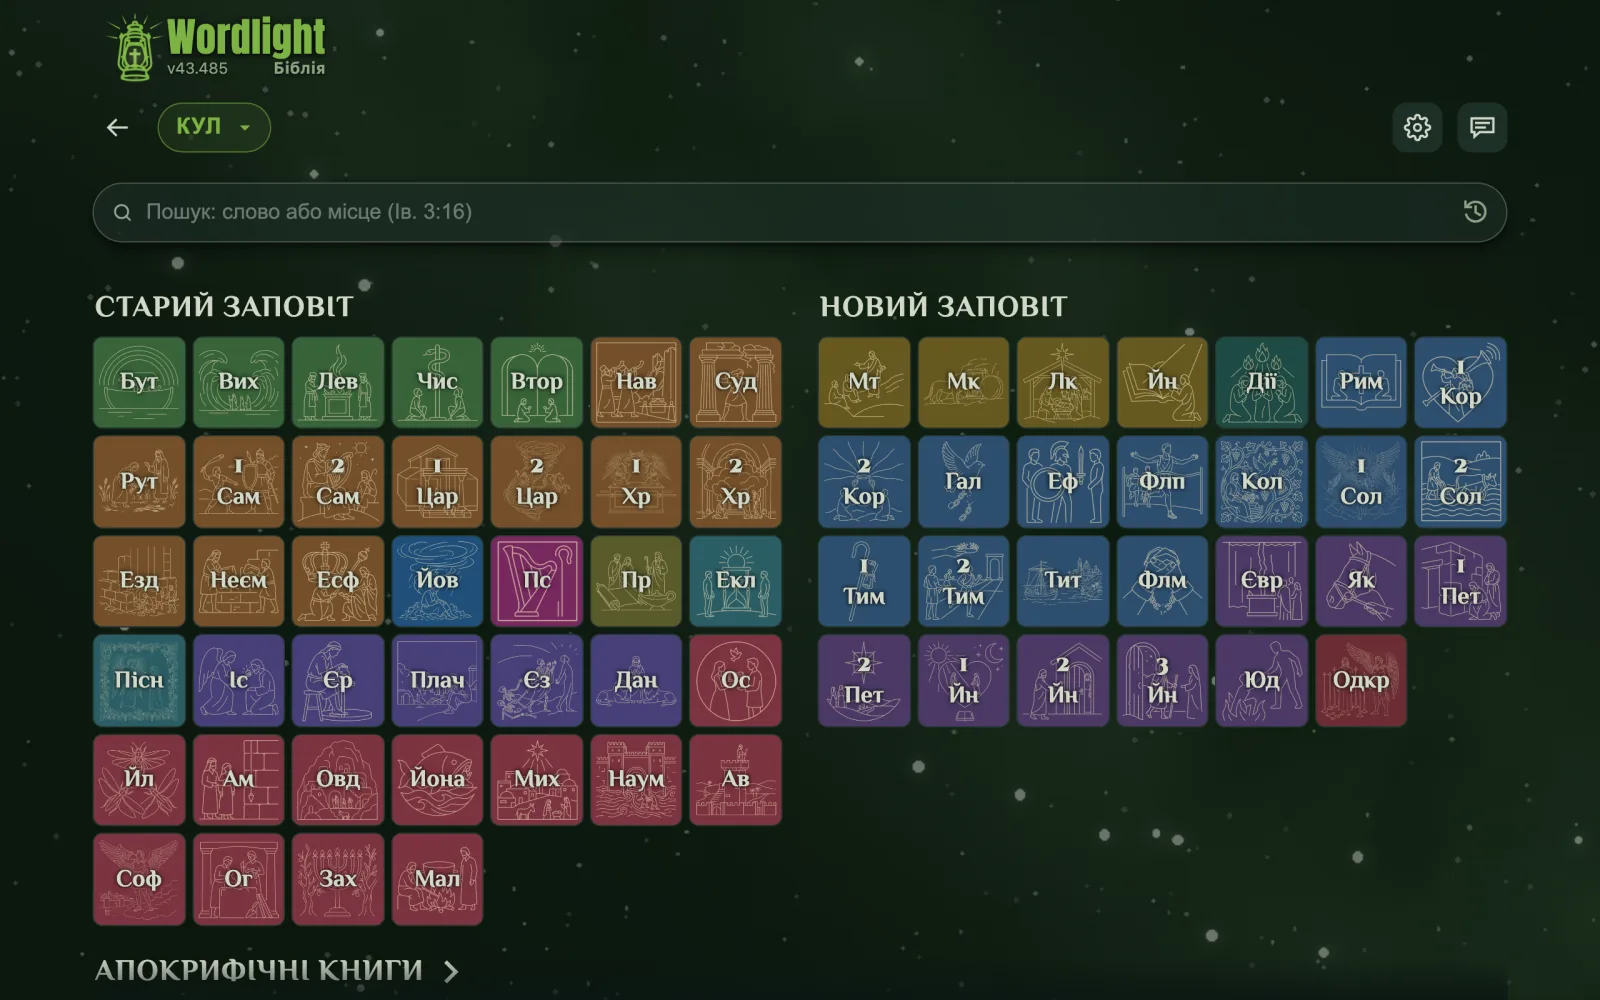 Wordlight
v43.485 Біблія
КУЛ
Пошук: слово або місце (Ів. 3:16)
СТАРИЙ ЗАПОВІТ
Бут Вих Лев Чис Втор Нав Суд
Рут 1 Сам 2 Сам 1 Цар 2 Цар 1 Хр 2 Хр
Езд Неєм Есф Йов Пс Пр Екл
Пісн Іс Єр Плач Єз Дан Ос
Йл Ам Овд Йона Мих Наум Ав
Соф Ог Зах Мал
АПОКРИФІЧНІ КНИГИ
НОВИЙ ЗАПОВІТ
Мт Мк Лк Йн Дії Рим 1 Кор
2 Кор Гал Еф Флп Кол 1 Сол 2 Сол
1 Тим 2 Тим Тит Флм Євр Як 1 Пет
2 Пет 1 Йн 2 Йн 3 Йн Юд Одкр